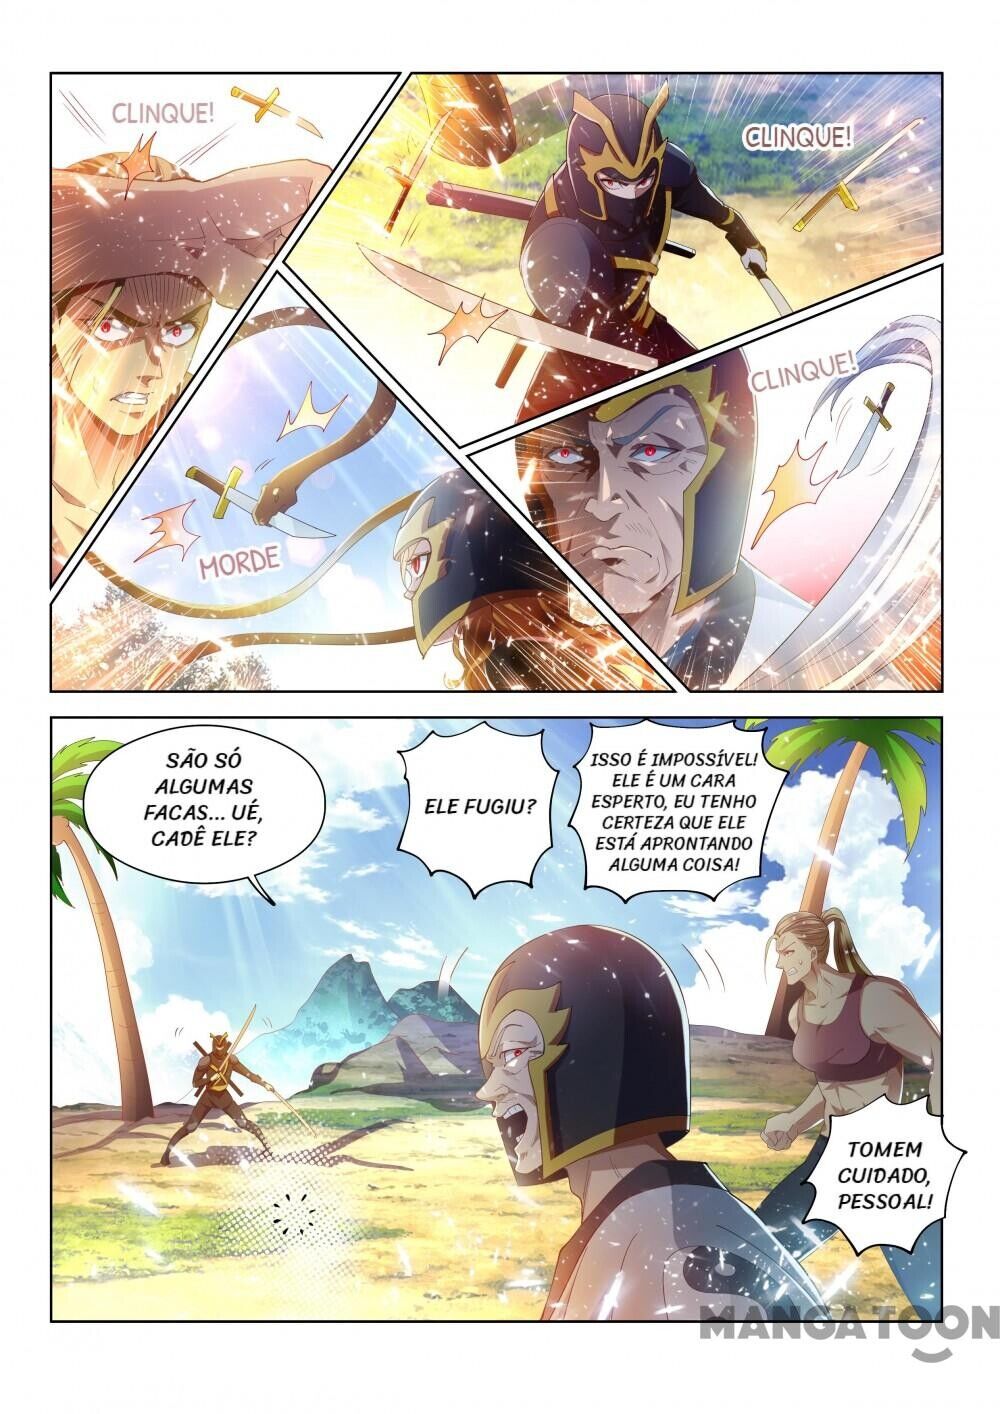 CLINQUE!
CLINQUE!
CLINQUE!
MORDE
SÃO SÓ
ALGUMAS
FACAS... UÉ,
CADÊ ELE?
ELE FUGIU?
ISSO É IMPOSSÍVEL!
ELE É UM CARA
ESPERTO, EU TENHO
CERTEZA QUE ELE
ESTÁ APRONTANDO
ALGUMA COISA!
TOMEM
CUIDADO,
PESSOAL!
MANGATOON